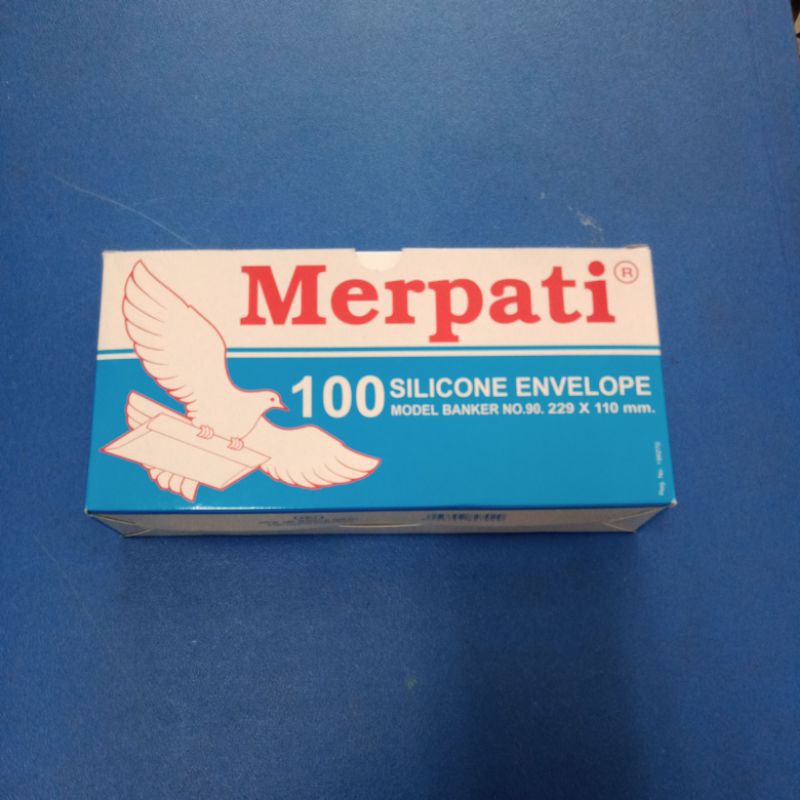 Merpati®
100 SILICONE ENVELOPE
MODEL BANKER NO.90. 229 X 110 mm.